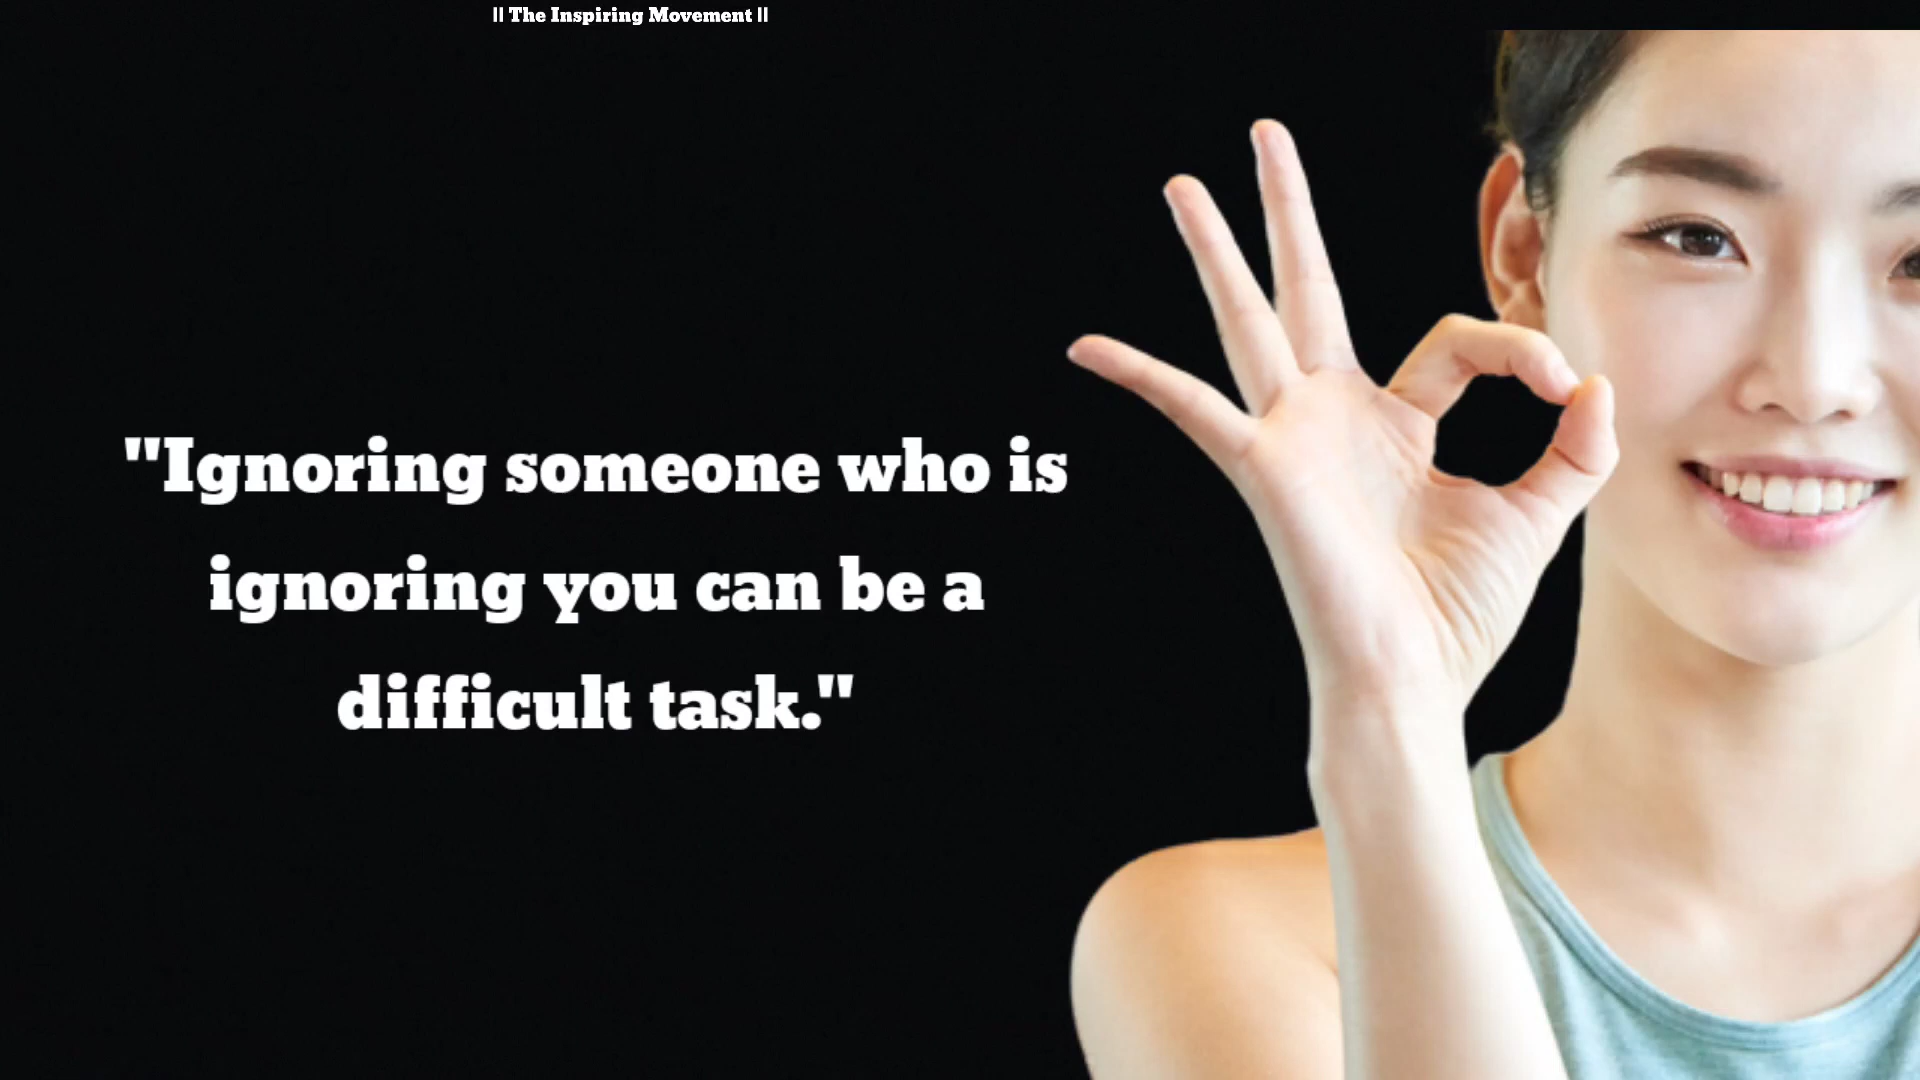 || The Inspiring Movement ||
"Ignoring someone who is
ignoring you can be a
difficult task."